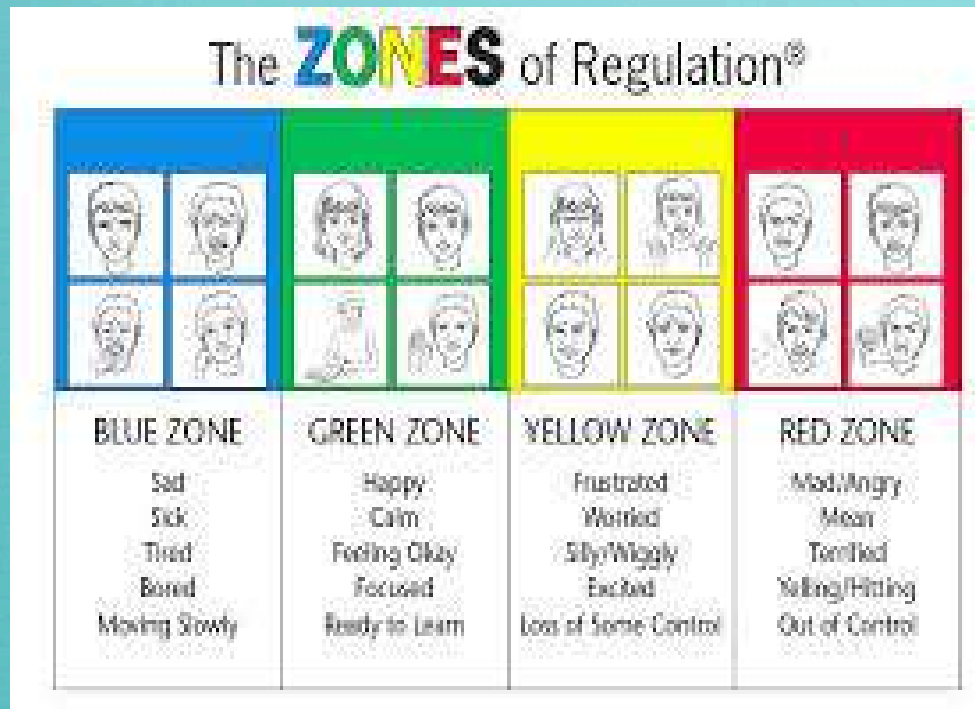 The ZONES of Regulation®
BLUE ZONE
Sad
Sick
Tired
Bored
Moving Slowly
GREEN ZONE
Happy
Calm
Feeling Okay
Focused
Ready to Learn
YELLOW ZONE
Frustrated
Worried
Silly/Wiggly
Excited
Loss of Some Control
RED ZONE
Mad/Angry
Mean
Terrified
Yelling/Hitting
Out of Control